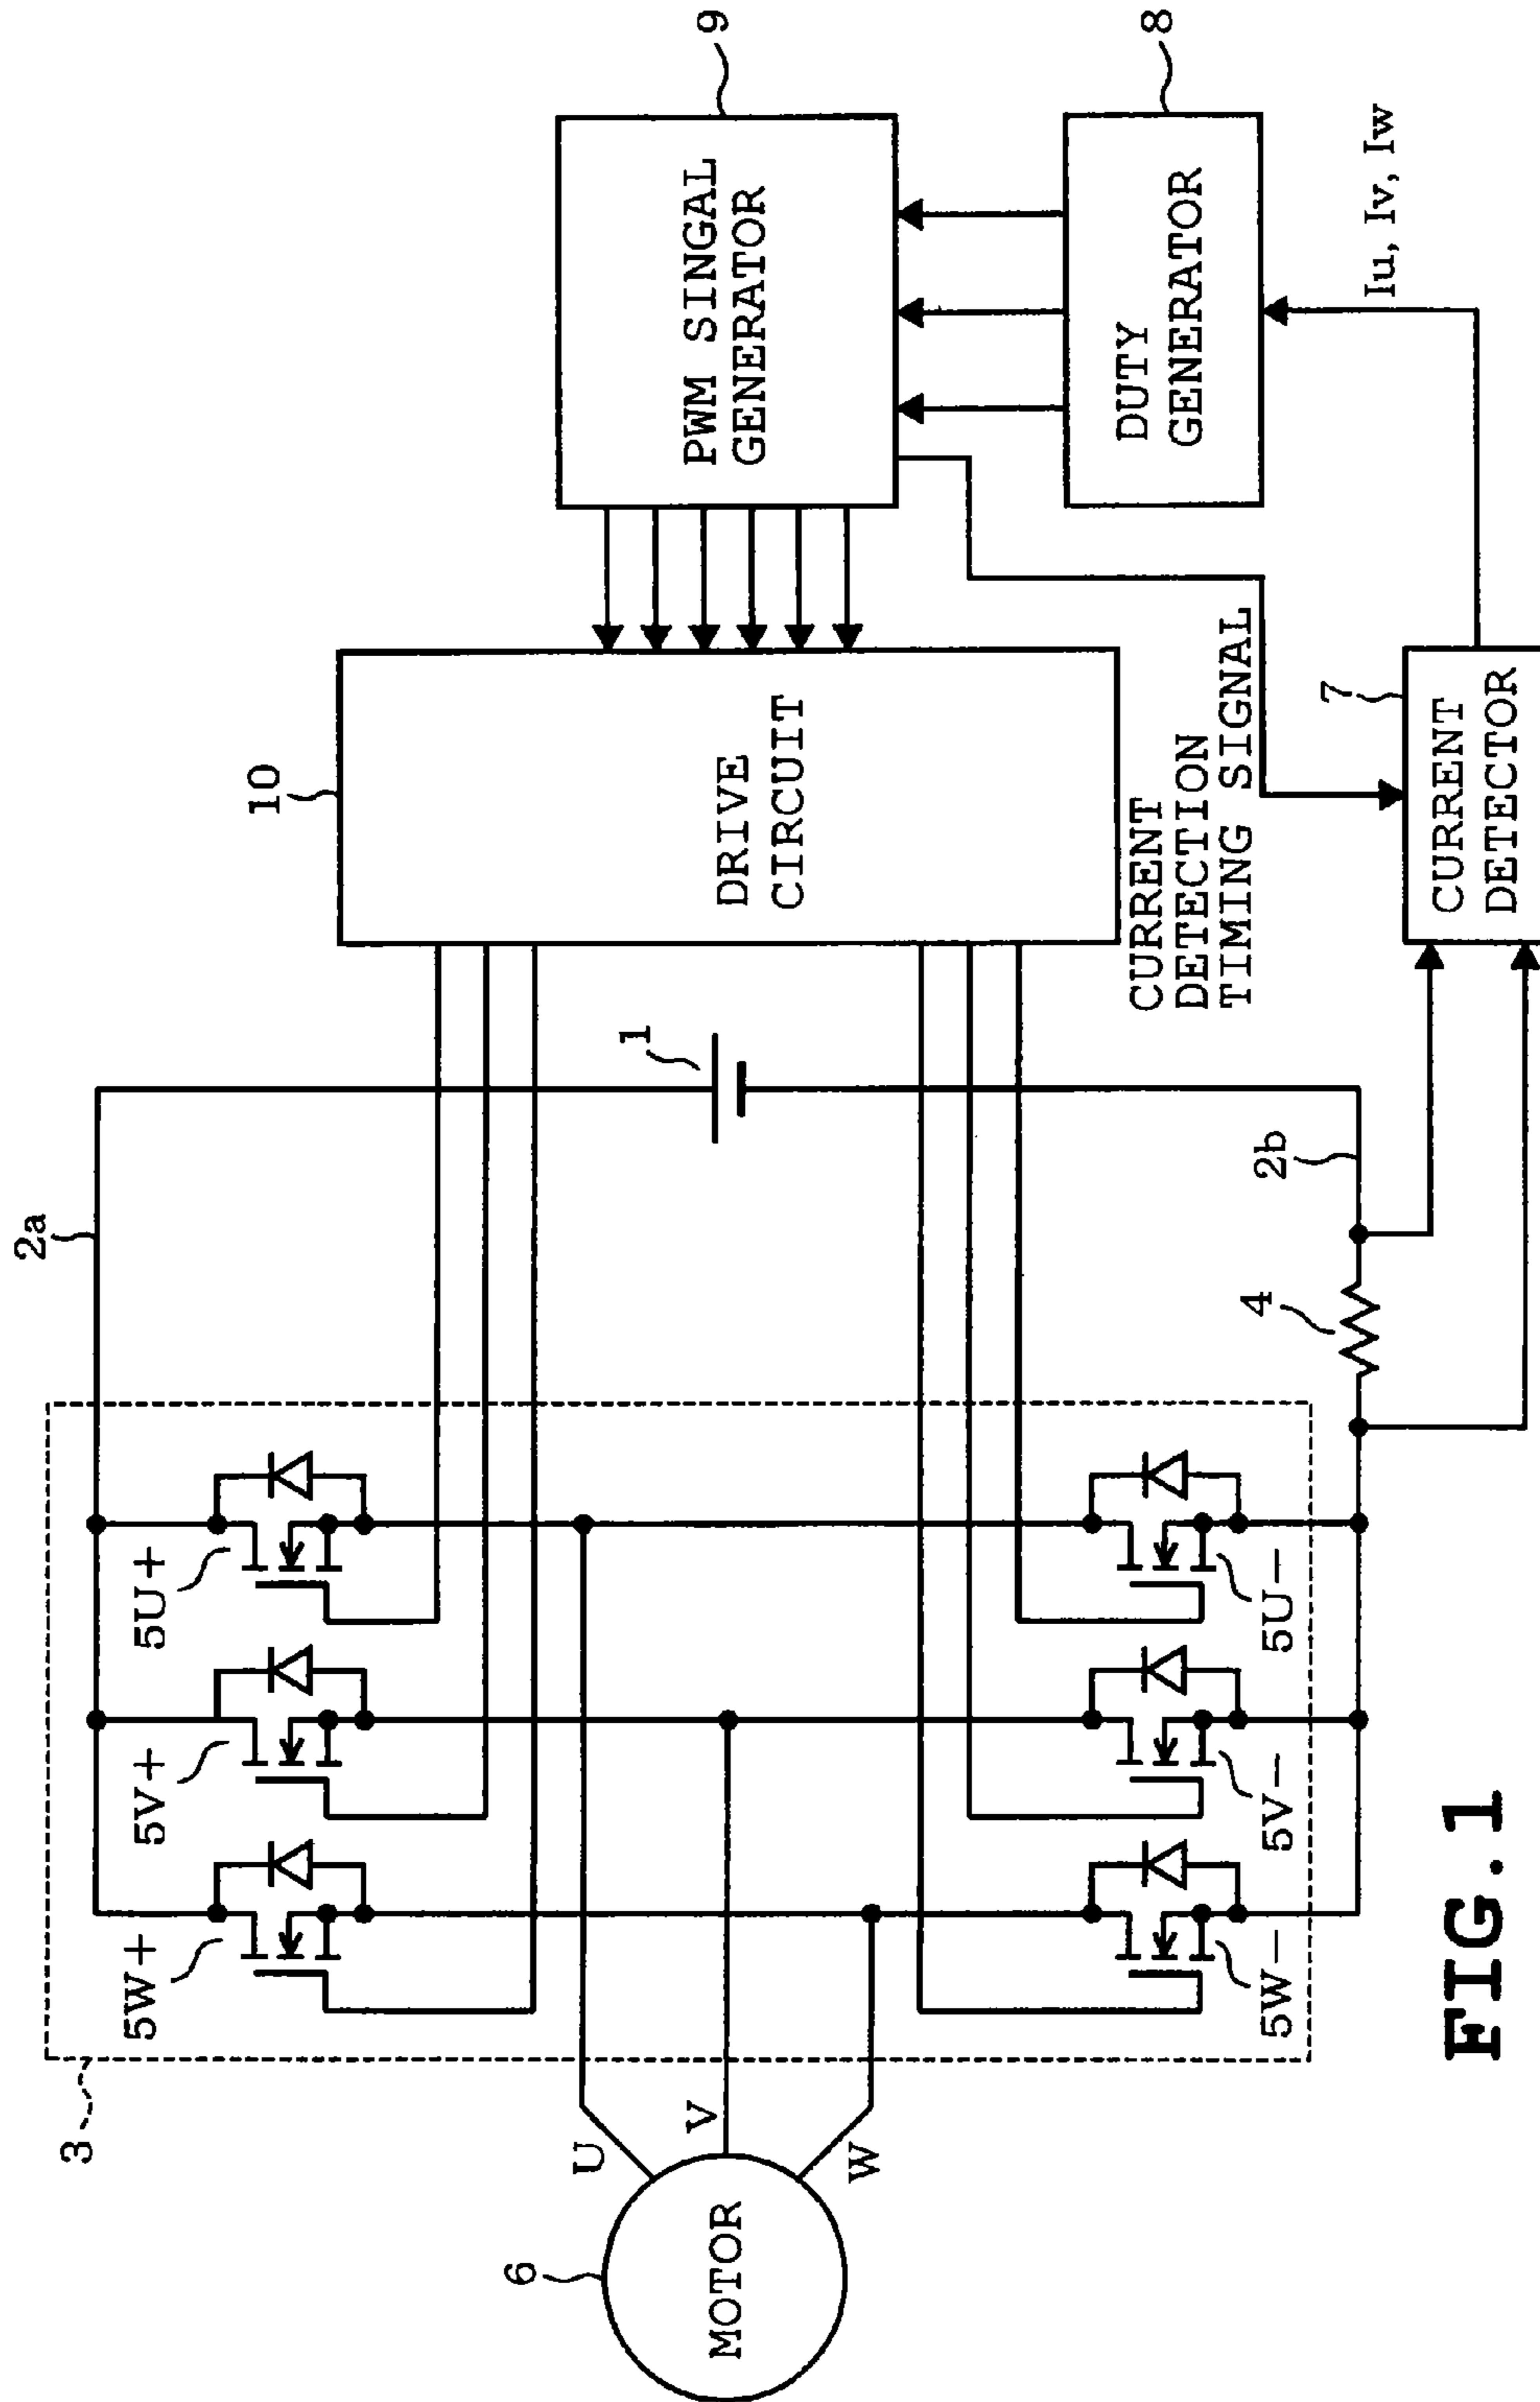 9
PWM SINGAL
GENERATOR
8
DUTY
GENERATOR
Iu, Iv, Iw
10
DRIVE
CIRCUIT
CURRENT
DETECTION
TIMING SIGNAL
7
CURRENT
DETECTOR
1
2a
2b
4
5U+
5V+
5W+
5U−
5V−
5W−
3
U
V
W
6
MOTOR
FIG. 1